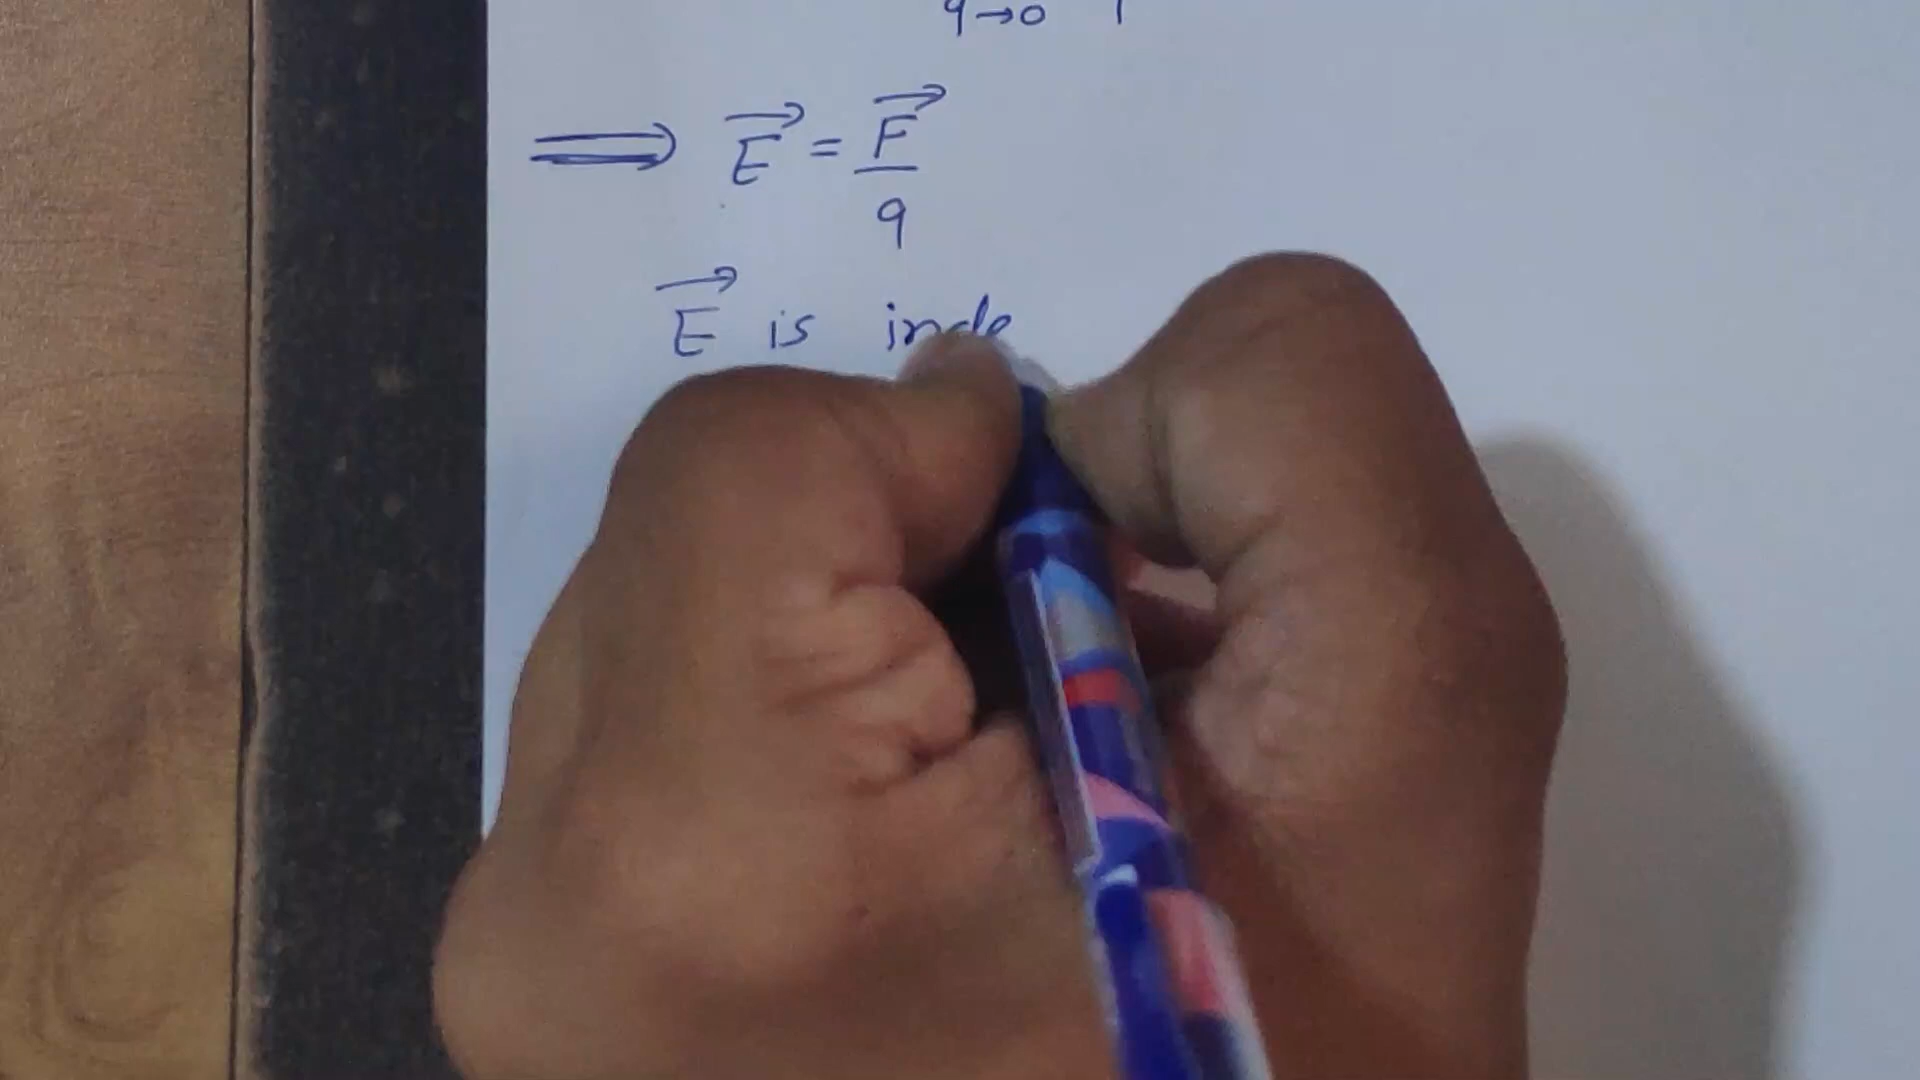 q→0
⟹ E⃗ = F⃗/q
E⃗ is inde